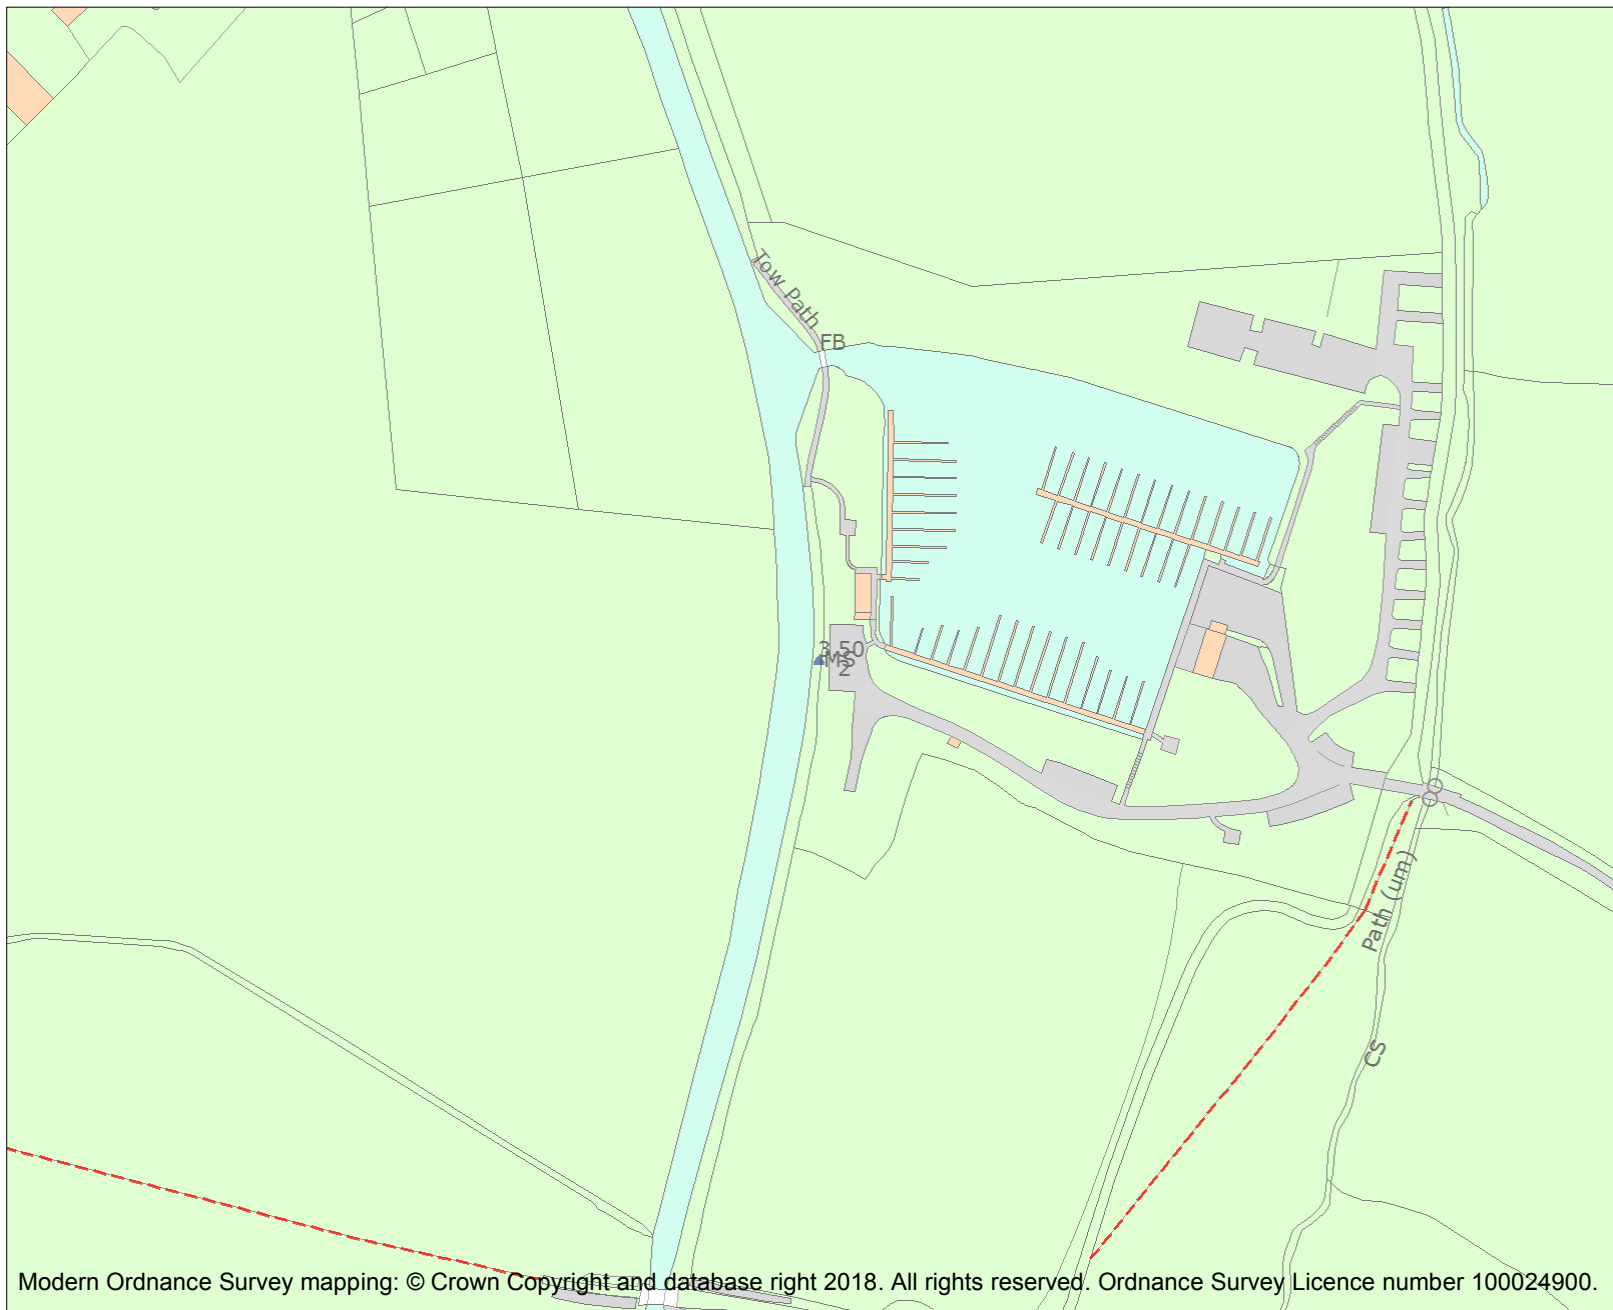 Tow Path
FB
3.50
MS
2
Path (um)
CS
Modern Ordnance Survey mapping: © Crown Copyright and database right 2018. All rights reserved. Ordnance Survey Licence number 100024900.